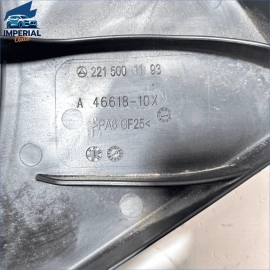 IMPERIAL
221 500 11 93
A 46618-10X
>PA6 GF25<